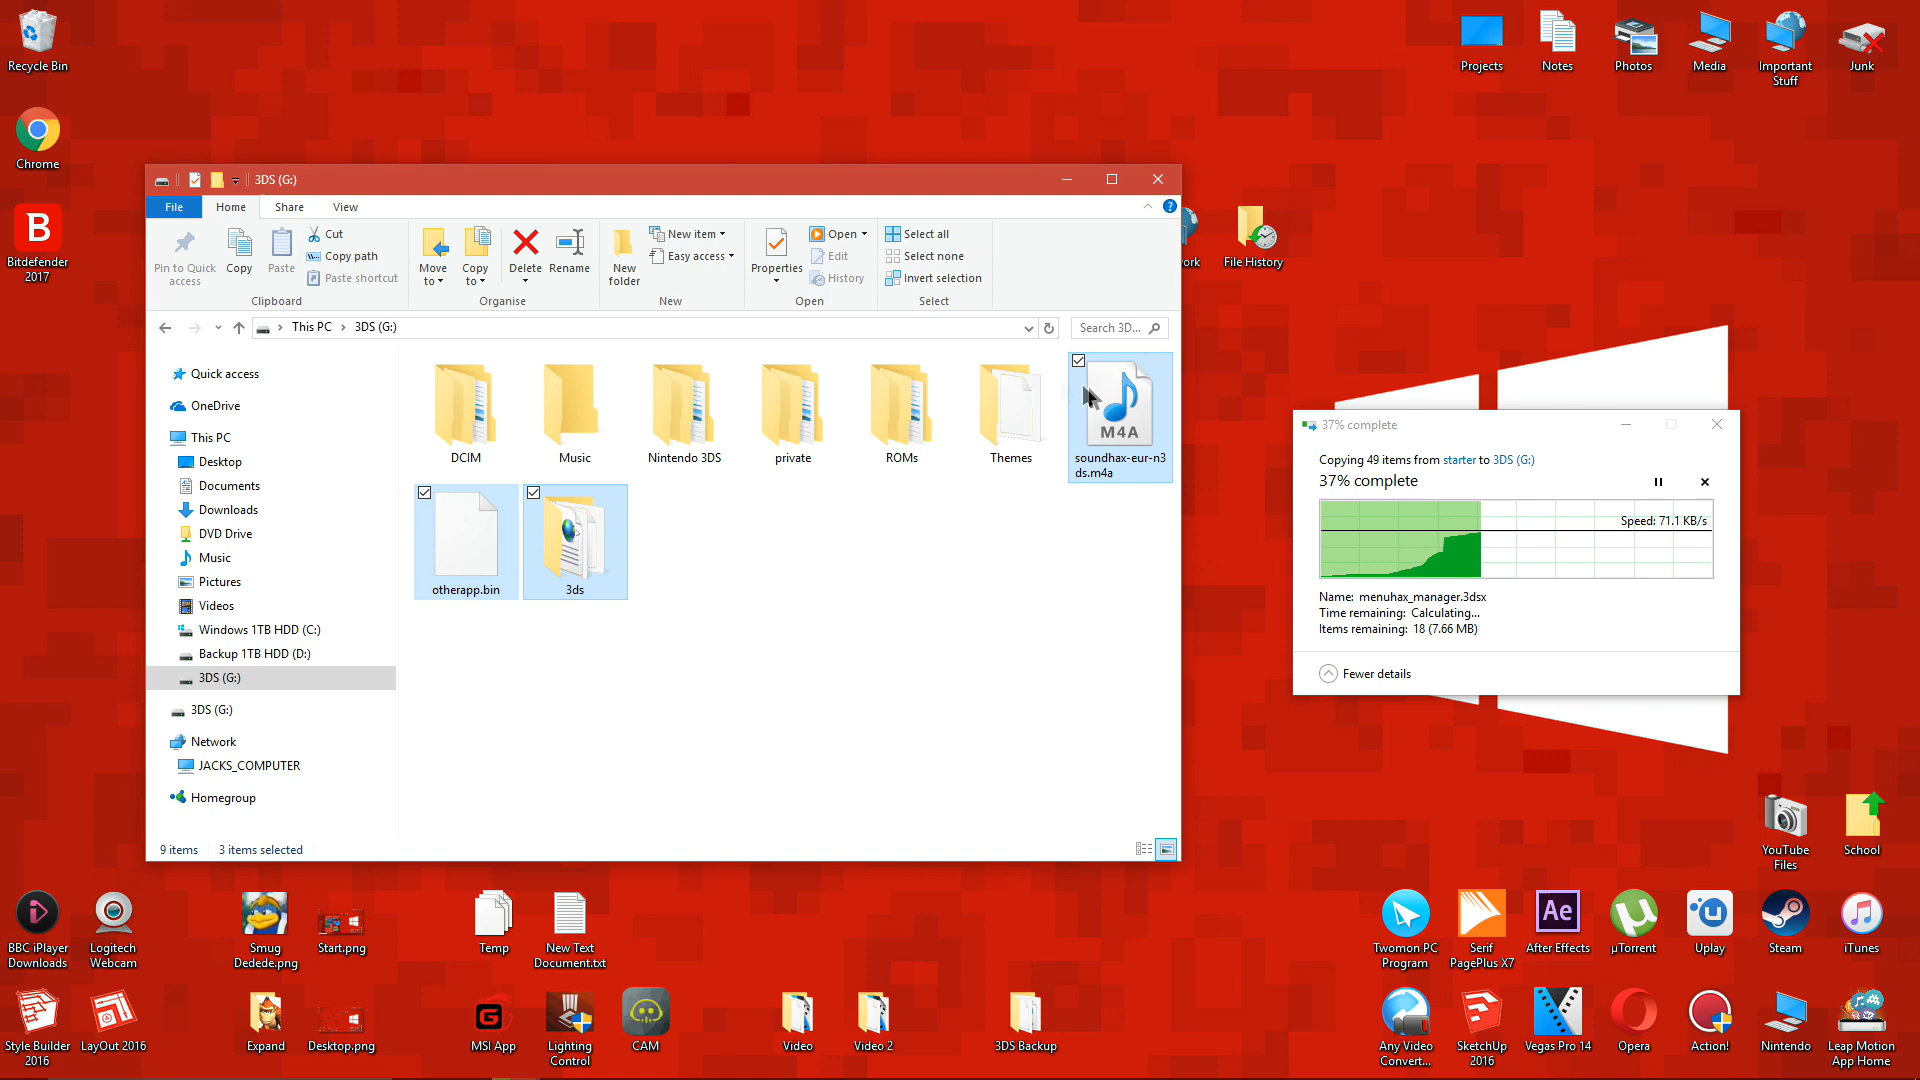 Recycle Bin
Chrome
Bitdefender
2017
Projects
Notes
Photos
Media
Important
Stuff
Junk
3DS (G:)
File
Home
Share
View
Pin to Quick
access
Copy
Paste
Cut
Copy path
Paste shortcut
Clipboard
Move
to
Copy
to
Delete
Rename
Organise
New
folder
New item
Easy access
New
Properties
Open
Edit
History
Open
Select all
Select none
Invert selection
Select
This PC
3DS (G:)
Search 3D...
Quick access
OneDrive
This PC
Desktop
Documents
Downloads
DVD Drive
Music
Pictures
Videos
Windows 1TB HDD (C:)
Backup 1TB HDD (D:)
3DS (G:)
3DS (G:)
Network
JACKS_COMPUTER
Homegroup
DCIM
Music
Nintendo 3DS
private
ROMs
Themes
M4A
soundhax-eur-n3
ds.m4a
otherapp.bin
3ds
9 items
3 items selected
ork
File History
37% complete
Copying 49 items from starter to 3DS (G:)
37% complete
Speed: 71.1 KB/s
Name: menuhax_manager.3dsx
Time remaining: Calculating...
Items remaining: 18 (7.66 MB)
Fewer details
YouTube
Files
School
BBC iPlayer
Downloads
Logitech
Webcam
Smug
Dedede.png
Start.png
Temp
New Text
Document.txt
Twomon PC
Program
Serif
PagePlus X7
Ae
After Effects
µTorrent
Uplay
Steam
iTunes
Style Builder
2016
LayOut 2016
Expand
Desktop.png
MSI App
Lighting
Control
CAM
Video
Video 2
3DS Backup
Any Video
Convert...
SketchUp
2016
Vegas Pro 14
Opera
Action!
Nintendo
Leap Motion
App Home